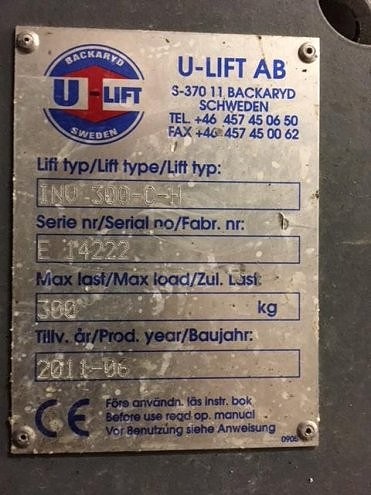 BACKARYD
U-LIFT
SWEDEN
U-LIFT AB
S-370 11 BACKARYD
SCHWEDEN
TEL. +46 457 45 06 50
FAX +46 457 45 00 62
Lift typ/Lift type/Lift typ:
INV-300-C-H
Serie nr/Serial no/Fabr. nr:
E 14222
Max last/Max load/Zul. Last:
300 kg
Tillv. år/Prod. year/Baujahr:
2011-06
CE
Före användn. läs instr. bok
Before use read op. manual
Vor Benutzung siehe Anweisung
0905